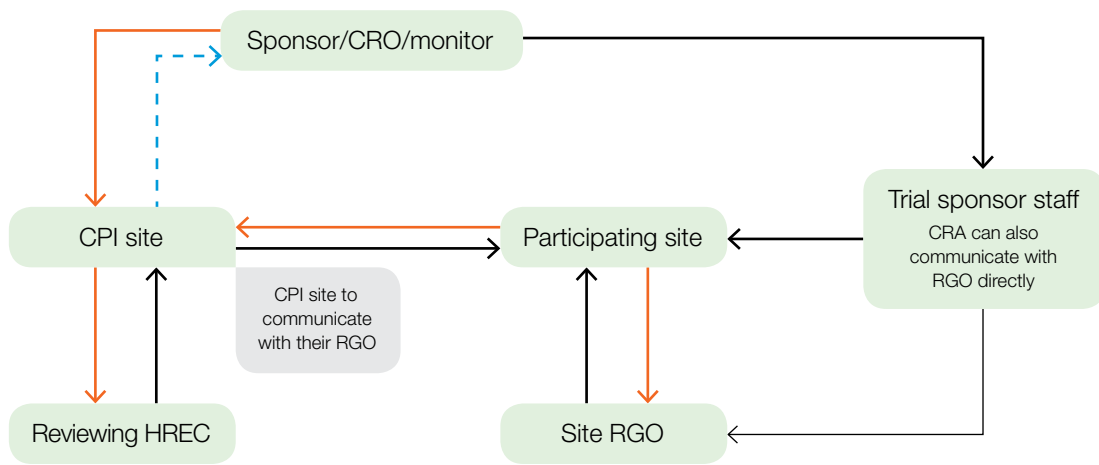 Sponsor/CRO/monitor
CPI site
Participating site
Trial sponsor staff
CRA can also
communicate with
RGO directly
CPI site to
communicate
with their RGO
Reviewing HREC
Site RGO